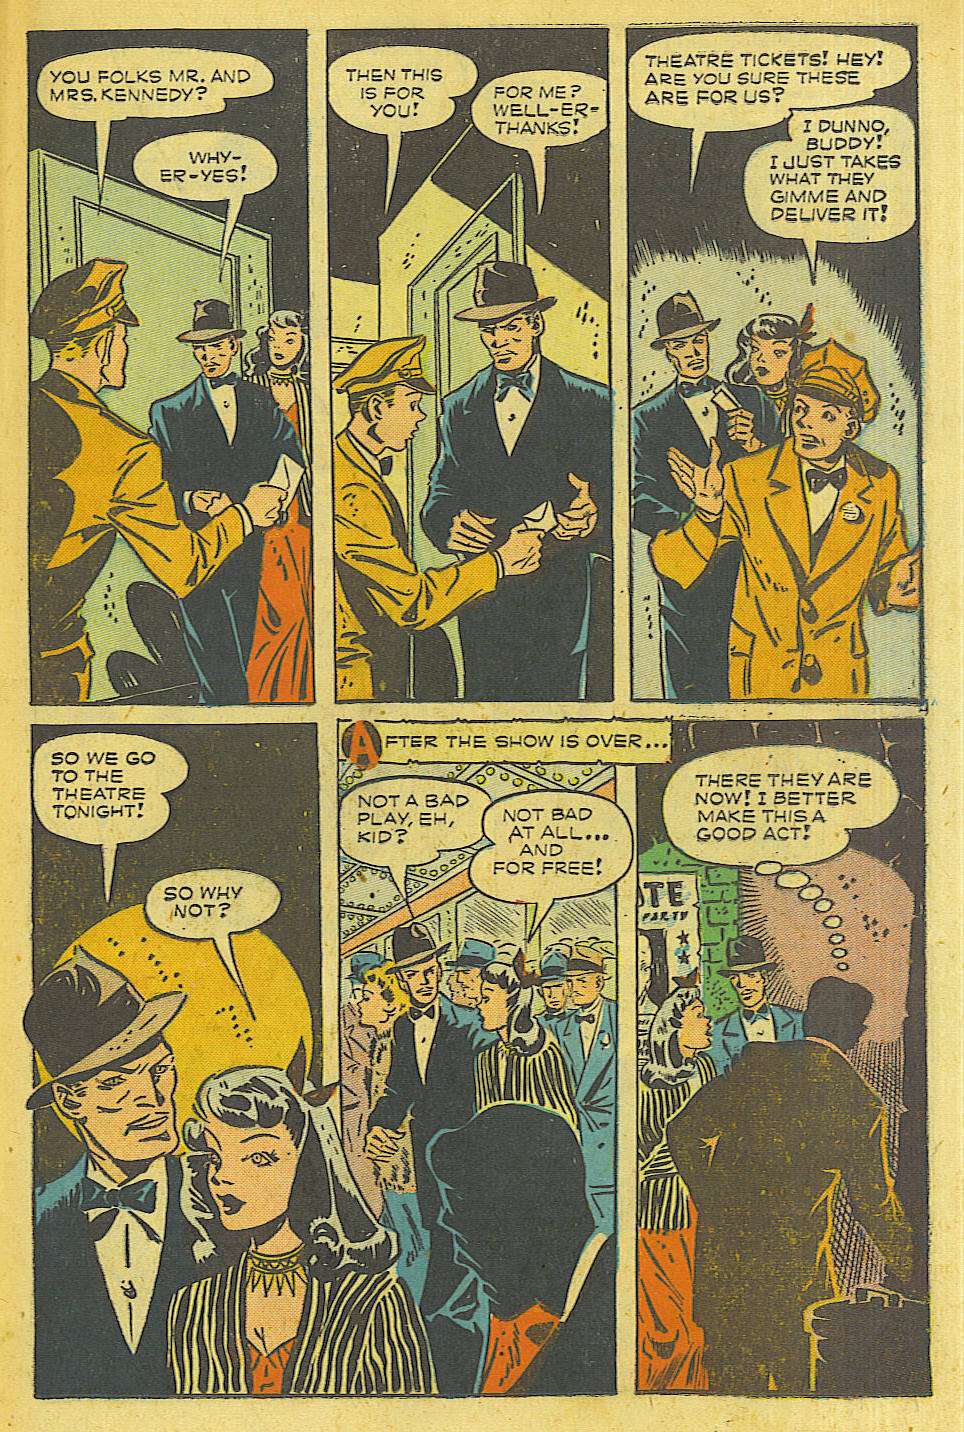 YOU FOLKS MR. AND
MRS. KENNEDY?
WHY-
ER-YES!
THEN THIS
IS FOR
YOU!
FOR ME?
WELL-ER-
THANKS!
THEATRE TICKETS! HEY!
ARE YOU SURE THESE
ARE FOR US?
I DUNNO,
BUDDY!
I JUST TAKES
WHAT THEY
GIMME AND
DELIVER IT!
SO WE GO
TO THE
THEATRE
TONIGHT!
SO WHY
NOT?
AFTER THE SHOW IS OVER...
NOT A BAD
PLAY, EH,
KID?
NOT BAD
AT ALL...
AND
FOR FREE!
THERE THEY ARE
NOW! I BETTER
MAKE THIS A
GOOD ACT!
TE
PARTY